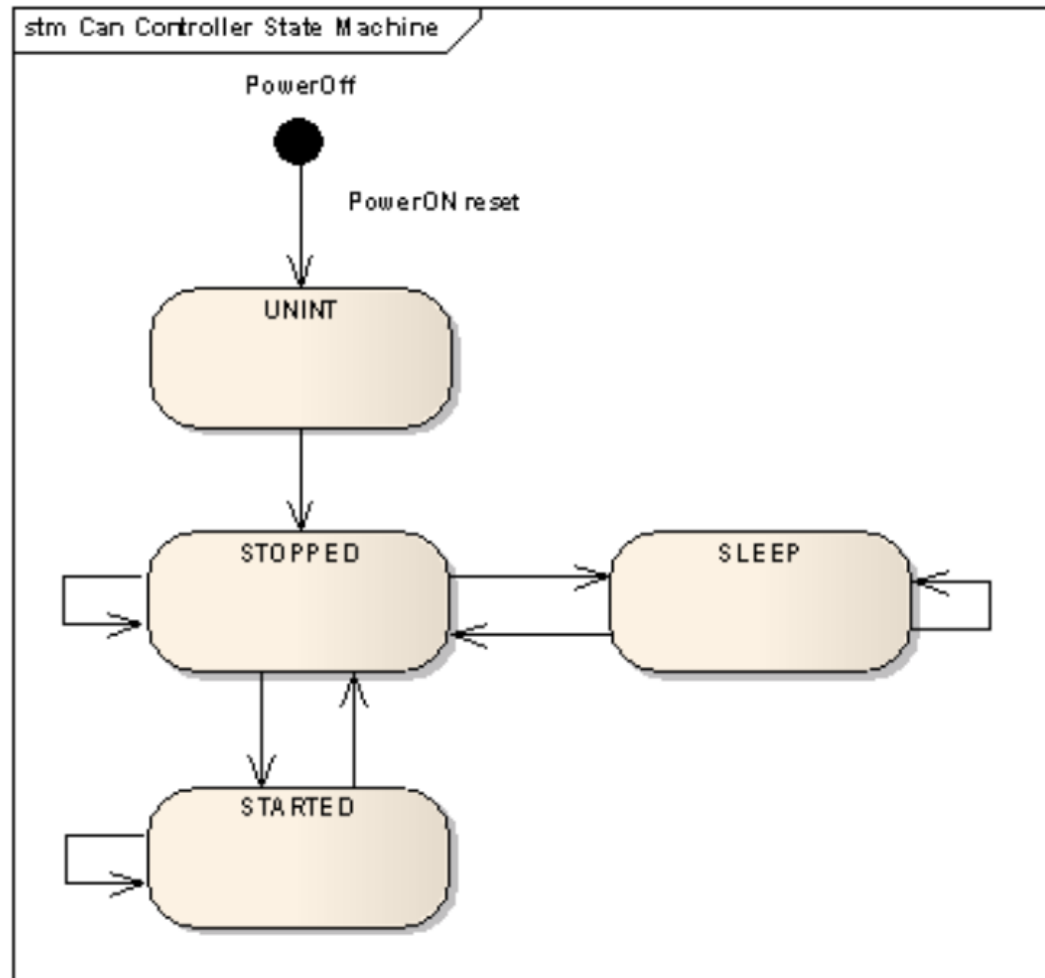 stm Can Controller State Machine
PowerOff
PowerON reset
UNINT
STOPPED
SLEEP
STARTED